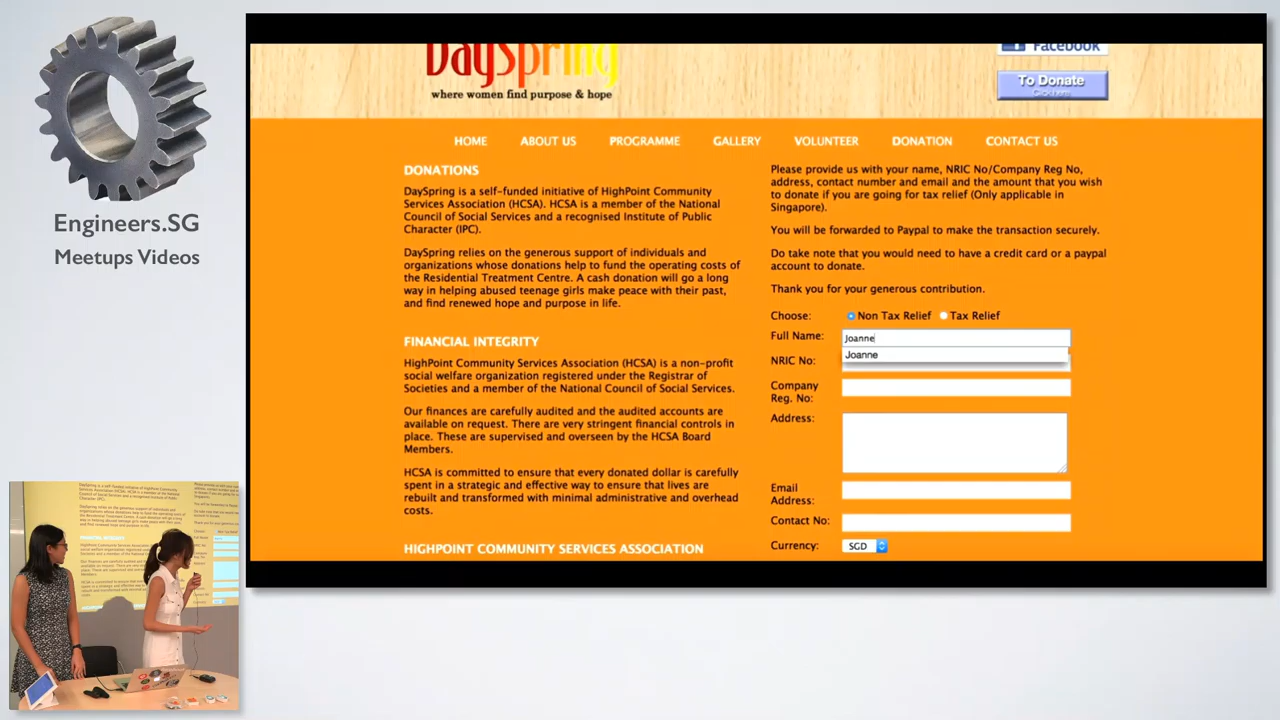 Engineers.SG
Meetups Videos
DaySpring
where women find purpose & hope
Facebook
To Donate
Click here
HOME
ABOUT US
PROGRAMME
GALLERY
VOLUNTEER
DONATION
CONTACT US
DONATIONS
DaySpring is a self-funded initiative of HighPoint Community
Services Association (HCSA). HCSA is a member of the National
Council of Social Services and a recognised Institute of Public
Character (IPC).
DaySpring relies on the generous support of individuals and
organizations whose donations help to fund the operating costs of
the Residential Treatment Centre. A cash donation will go a long
way in helping abused teenage girls make peace with their past,
and find renewed hope and purpose in life.
FINANCIAL INTEGRITY
HighPoint Community Services Association (HCSA) is a non-profit
social welfare organization registered under the Registrar of
Societies and a member of the National Council of Social Services.
Our finances are carefully audited and the audited accounts are
available on request. There are very stringent financial controls in
place. These are supervised and overseen by the HCSA Board
Members.
HCSA is committed to ensure that every donated dollar is carefully
spent in a strategic and effective way to ensure that lives are
rebuilt and transformed with minimal administrative and overhead
costs.
HIGHPOINT COMMUNITY SERVICES ASSOCIATION
Please provide us with your name, NRIC No/Company Reg No,
address, contact number and email and the amount that you wish
to donate if you are going for tax relief (Only applicable in
Singapore).
You will be forwarded to Paypal to make the transaction securely.
Do take note that you would need to have a credit card or a paypal
account to donate.
Thank you for your generous contribution.
Choose: Non Tax Relief Tax Relief
Full Name: Joanne
Joanne
NRIC No:
Company
Reg. No:
Address:
Email
Address:
Contact No:
Currency: SGD